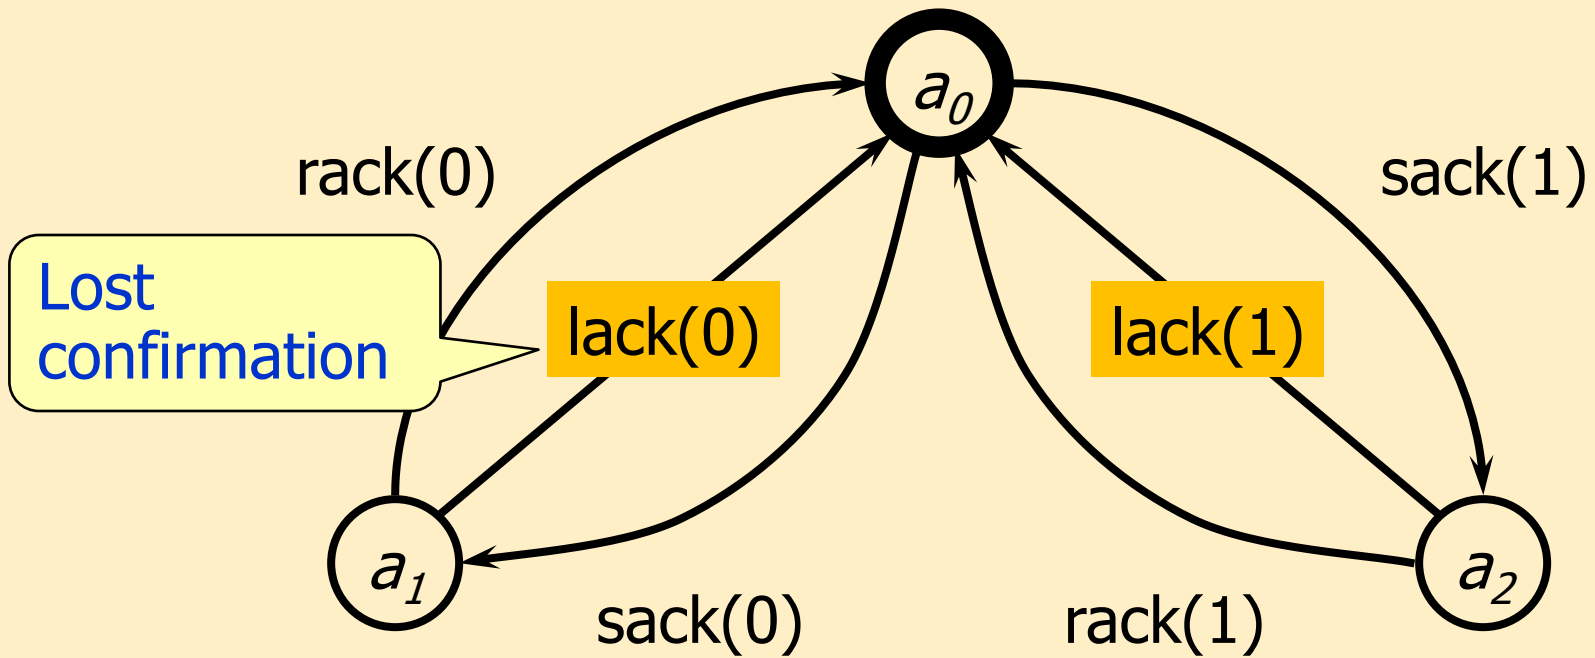 a0
rack(0)
sack(1)
Lost
confirmation
lack(0)
lack(1)
a1
a2
sack(0)
rack(1)